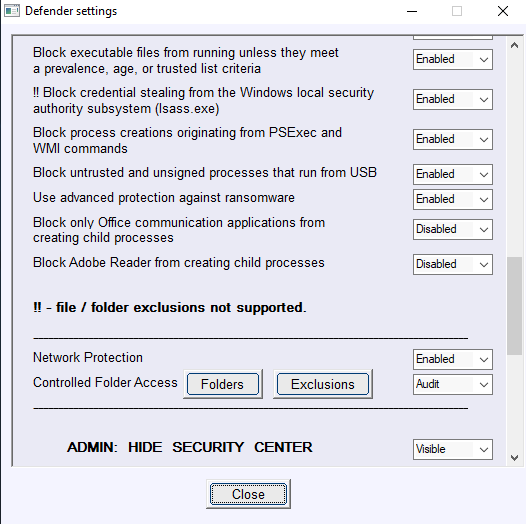 Defender settings
Block executable files from running unless they meet
a prevalence, age, or trusted list criteria
Enabled
!! Block credential stealing from the Windows local security
authority subsystem (lsass.exe)
Enabled
Block process creations originating from PSExec and
WMI commands
Enabled
Block untrusted and unsigned processes that run from USB
Enabled
Use advanced protection against ransomware
Enabled
Block only Office communication applications from
creating child processes
Disabled
Block Adobe Reader from creating child processes
Disabled
!! - file / folder exclusions not supported.
Network Protection
Enabled
Controlled Folder Access
Folders
Exclusions
Audit
ADMIN: HIDE SECURITY CENTER
Visible
Close